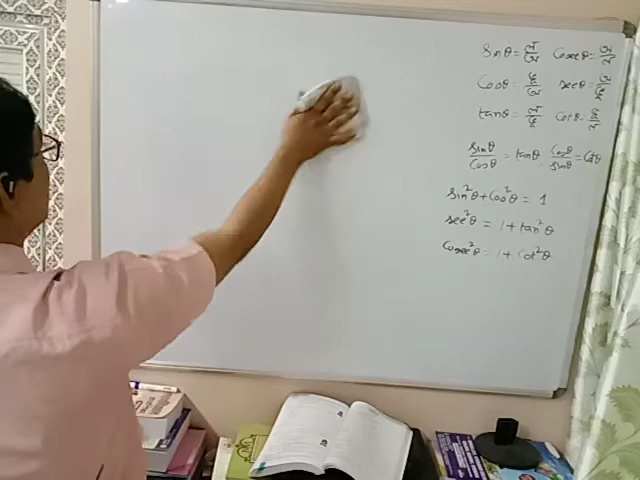 Sinθ = ল/অ Cosecθ = অ/ল
Cosθ = ভ/অ secθ = অ/ভ
tanθ = ল/ভ Cotθ = ভ/ল
Sinθ/Cosθ = tanθ, Cosθ/Sinθ = Cotθ
Sin²θ + Cos²θ = 1
sec²θ = 1 + tan²θ
Cosec²θ = 1 + Cot²θ